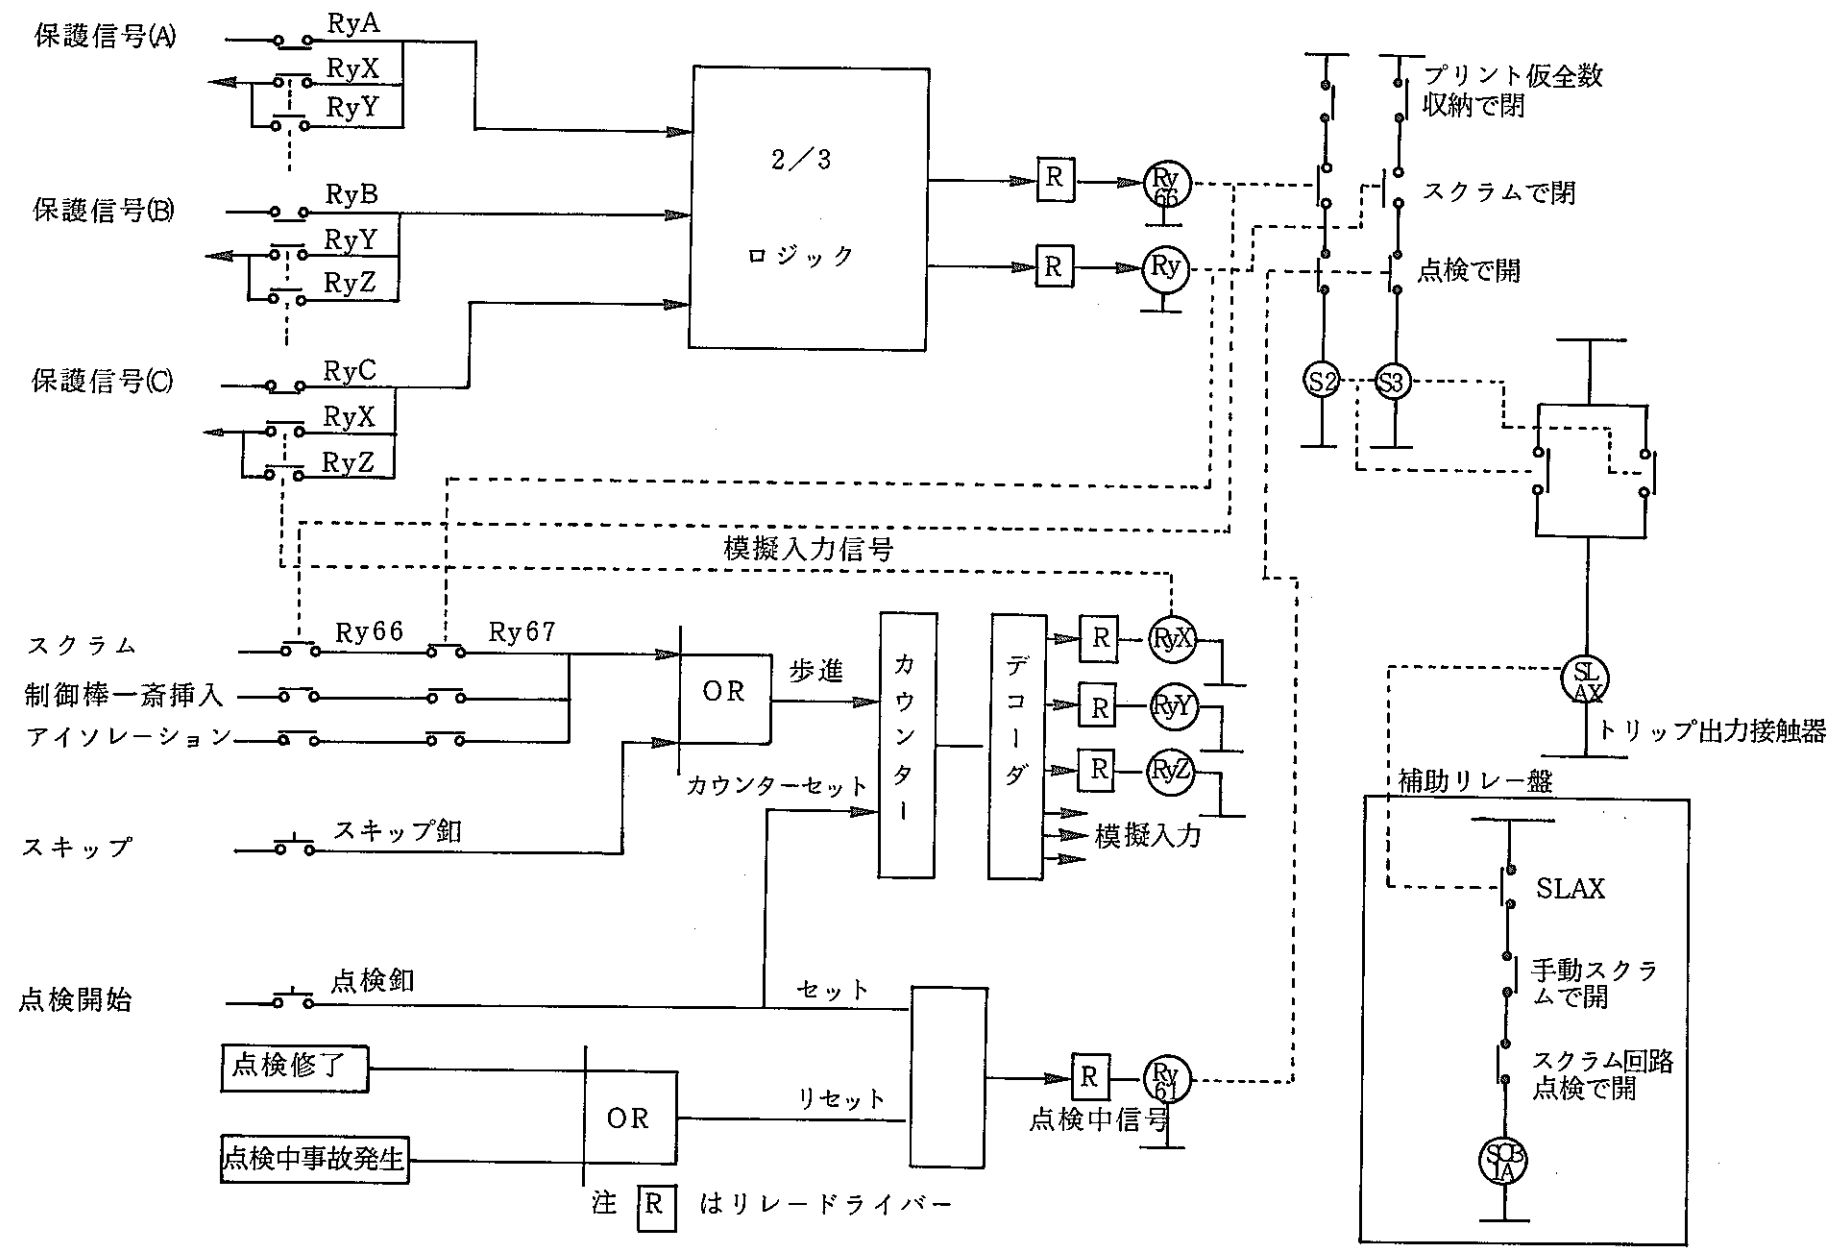 保護信号(A)
RyA
RyX
RyY
保護信号(B)
RyB
RyY
RyZ
保護信号(C)
RyC
RyX
RyZ
2／3
ロジック
R
Ry
66
R
Ry
プリント仮全数
収納で閉
スクラムで閉
点検で開
S2
S3
模擬入力信号
スクラム
Ry66
Ry67
制御棒一斎挿入
アイソレーション
OR
歩進
カウンターセット
カウンター
デコーダ
R
RyX
R
RyY
R
RyZ
模擬入力
スキップ
スキップ釦
SL
AX
トリップ出力接触器
補助リレー盤
SLAX
手動スクラ
ムで開
スクラム回路
点検で開
SCB
1A
点検開始
点検釦
セット
点検修了
OR
リセット
点検中事故発生
R
Ry
61
点検中信号
注 R はリレードライバー